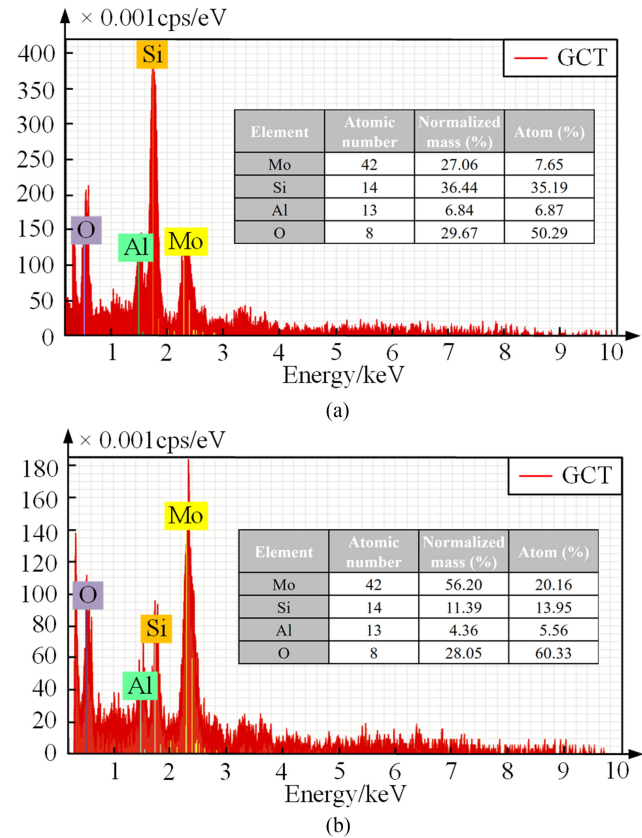 × 0.001cps/eV
400
350
300
250
200
150
100
50
0
Si
O
Al
Mo
GCT
Element Atomic number Normalized mass (%) Atom (%)
Mo 42 27.06 7.65
Si 14 36.44 35.19
Al 13 6.84 6.87
O 8 29.67 50.29
1 2 3 4 5 6 7 8 9 10
Energy/keV
(a)
× 0.001cps/eV
180
160
140
120
100
80
60
40
20
0
Mo
O
Si
Al
GCT
Element Atomic number Normalized mass (%) Atom (%)
Mo 42 56.20 20.16
Si 14 11.39 13.95
Al 13 4.36 5.56
O 8 28.05 60.33
1 2 3 4 5 6 7 8 9 10
Energy/keV
(b)